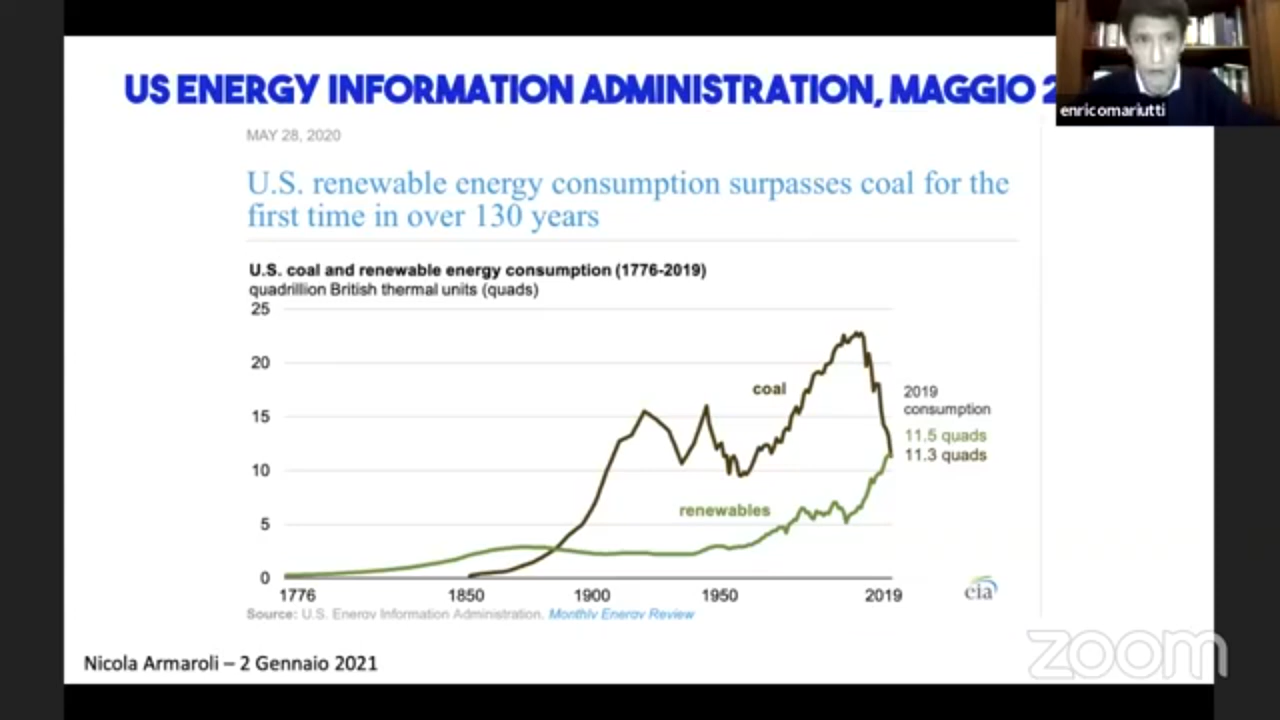 US ENERGY INFORMATION ADMINISTRATION, MAGGIO 2
enricomariutti
MAY 28, 2020
U.S. renewable energy consumption surpasses coal for the
first time in over 130 years
U.S. coal and renewable energy consumption (1776-2019)
quadrillion British thermal units (quads)
25
20
15
10
5
0
coal
renewables
2019
consumption
11.5 quads
11.3 quads
1776 1850 1900 1950 2019
eia
Source: U.S. Energy Information Administration, Monthly Energy Review
Nicola Armaroli – 2 Gennaio 2021
zoom